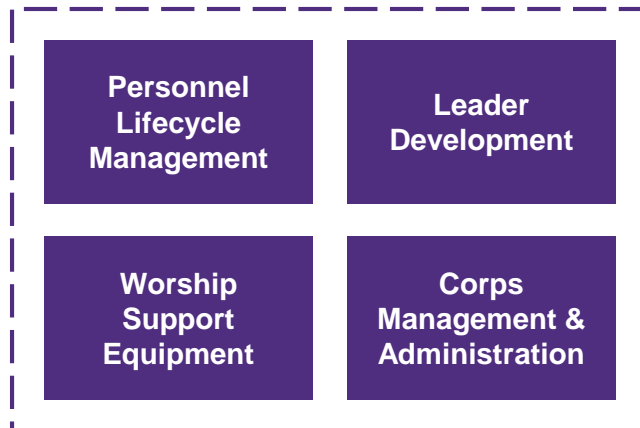 Personnel
Lifecycle
Management
Leader
Development
Worship
Support
Equipment
Corps
Management &
Administration